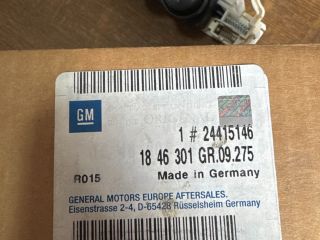 GM
ORIGINAL
1 # 24415146
18 46 301 GR.09.275
R015
Made in Germany
GENERAL MOTORS EUROPE AFTERSALES.
Eisenstrasse 2-4, D-65428 Rüsselsheim Germany